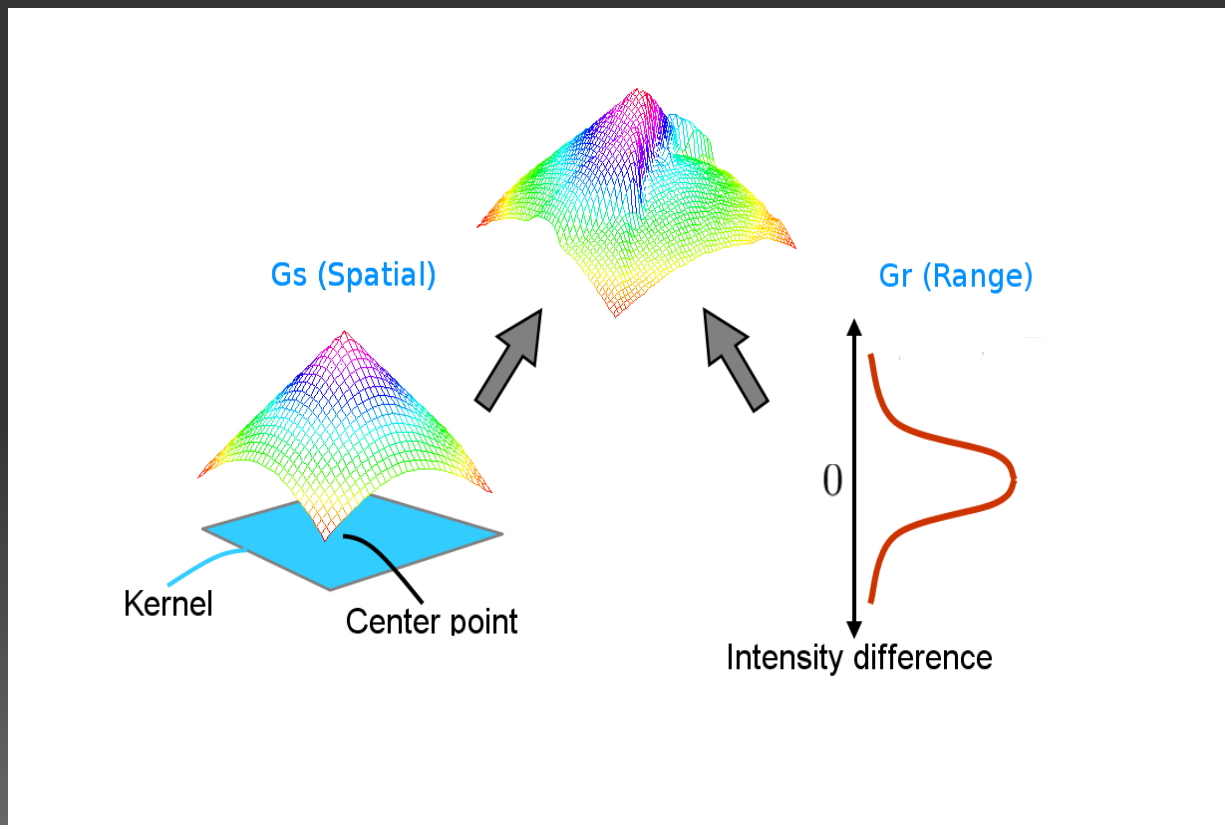 Gs (Spatial)
Gr (Range)
0
Kernel
Center point
Intensity difference